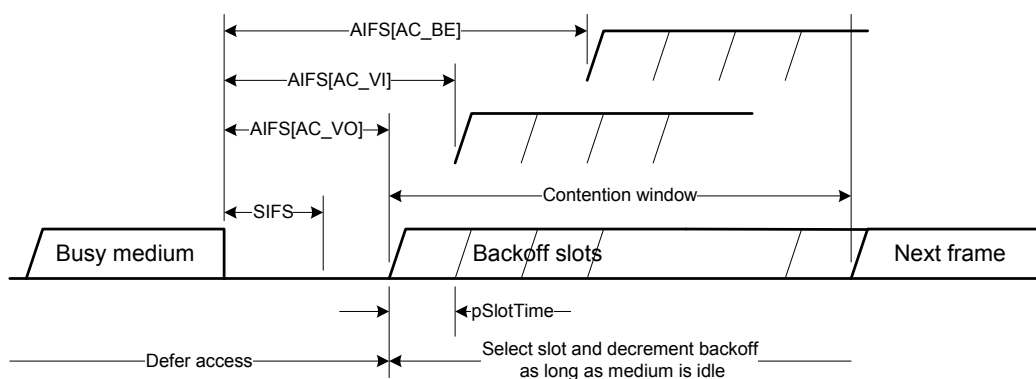 AIFS[AC_BE]
AIFS[AC_VI]
AIFS[AC_VO]
Contention window
SIFS
Busy medium
Backoff slots
Next frame
pSlotTime
Defer access
Select slot and decrement backoff
as long as medium is idle